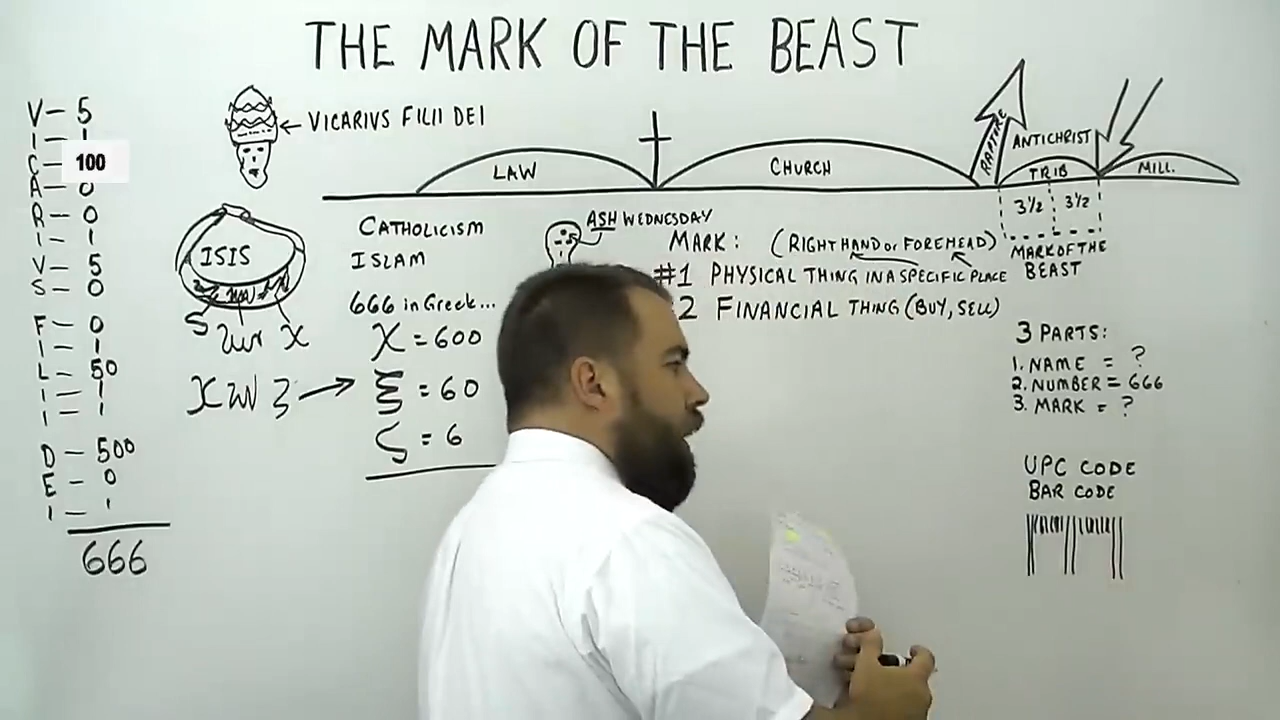 THE MARK OF THE BEAST
V – 5
I – 1
C – 100
A – 0
R – 0
I – 1
V – 5
S – 0
F – 0
I – 1
L – 50
I – 1
I – 1
D – 500
E – 0
I – 1
666
← VICARIVS FILII DEI
ISIS
LAW
CHURCH
RAPTURE
ANTICHRIST
TRIB
MILL.
3½ 3½
MARK OF THE
BEAST
CATHOLICISM
ISLAM
666 in Greek...
X = 600
ξ = 60
ς = 6
ASH WEDNESDAY
MARK: (RIGHT HAND or FOREHEAD)
#1 PHYSICAL THING IN A SPECIFIC PLACE
2 FINANCIAL THING (BUY, SELL)
3 PARTS:
1. NAME = ?
2. NUMBER = 666
3. MARK = ?
UPC CODE
BAR CODE